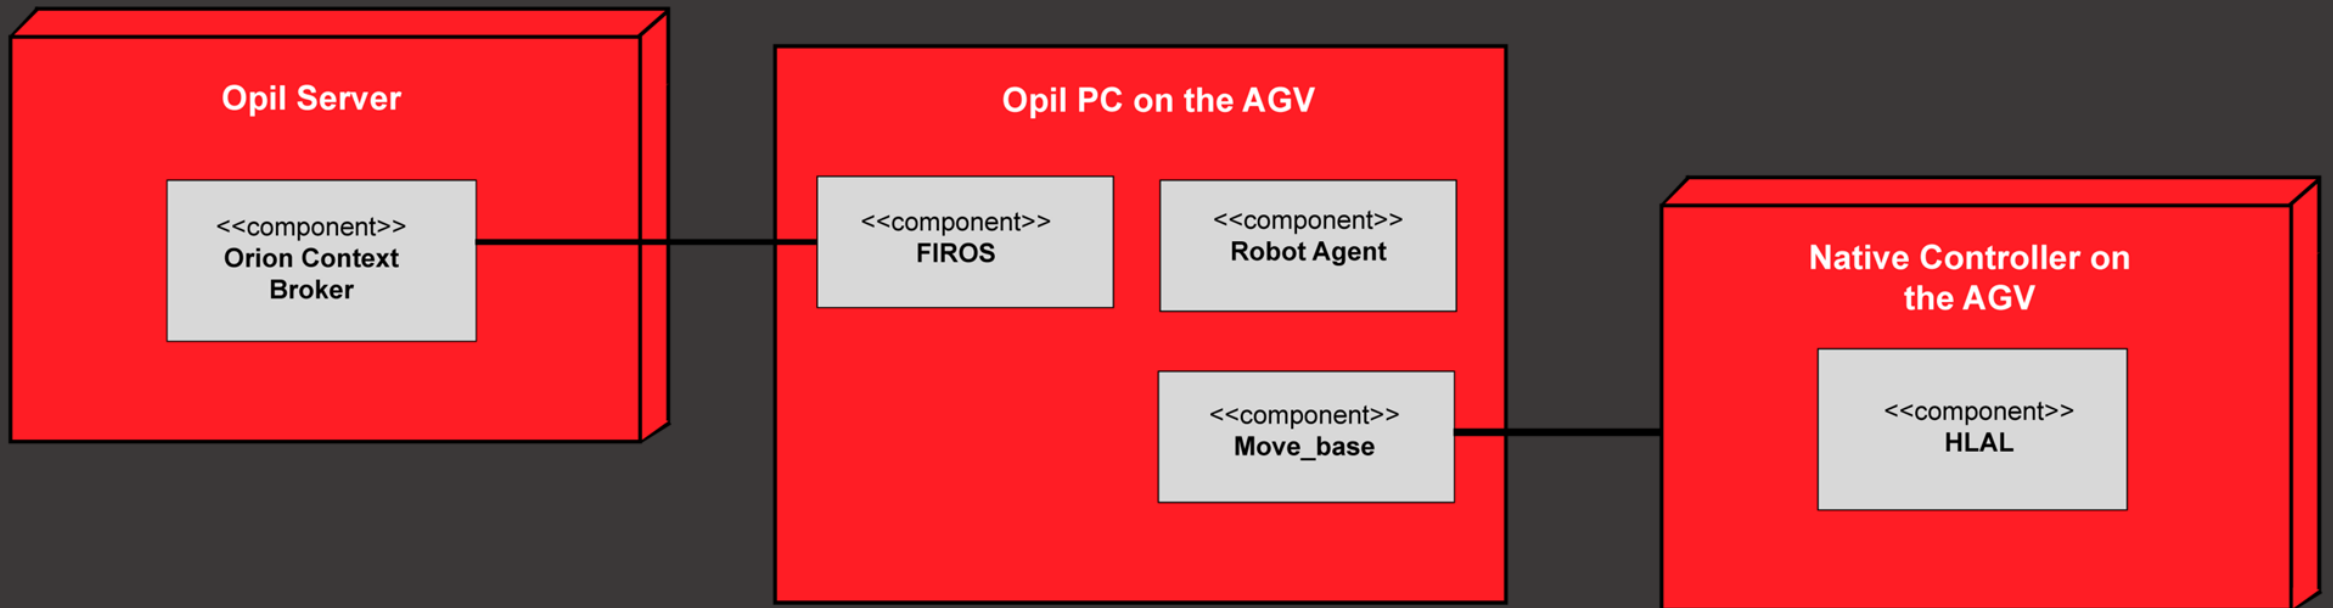 Opil Server
<<component>>
Orion Context
Broker
Opil PC on the AGV
<<component>>
FIROS
<<component>>
Robot Agent
<<component>>
Move_base
Native Controller on
the AGV
<<component>>
HLAL